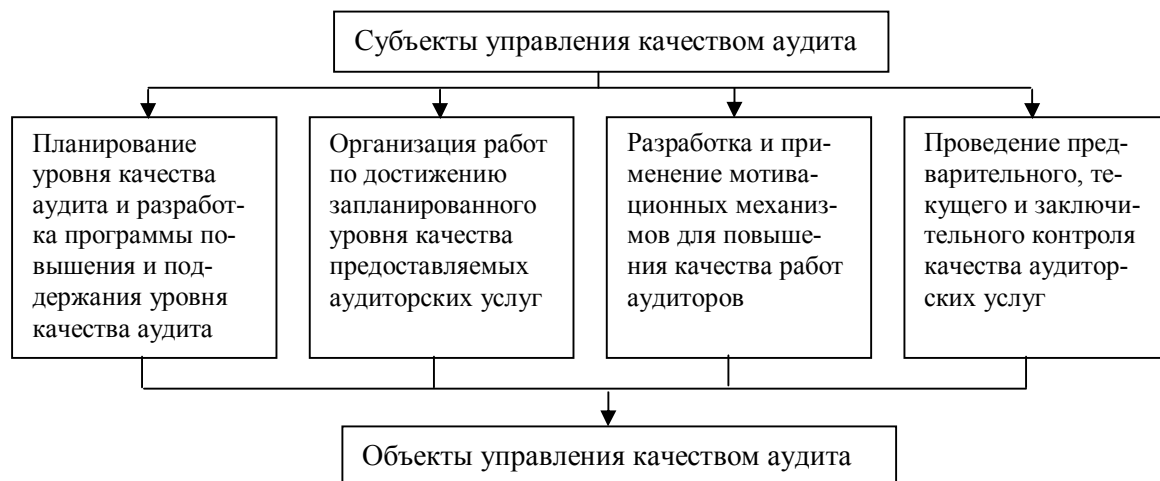 Субъекты управления качеством аудита
Планирование
уровня качества
аудита и разработ-
ка программы по-
вышения и под-
держания уровня
качества аудита
Организация работ
по достижению
запланированного
уровня качества
предоставляемых
аудиторских услуг
Разработка и при-
менение мотива-
ционных механиз-
мов для повыше-
ния качества работ
аудиторов
Проведение пред-
варительного, те-
кущего и заключи-
тельного контроля
качества аудитор-
ских услуг
Объекты управления качеством аудита